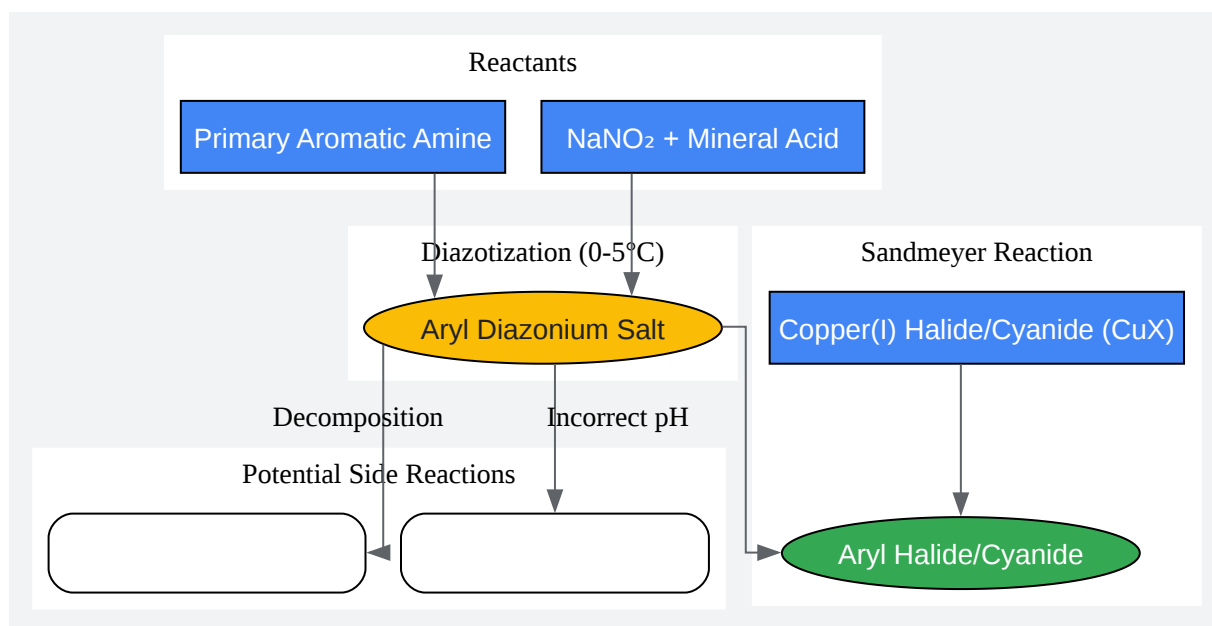 Reactants
Primary Aromatic Amine
NaNO₂ + Mineral Acid
Diazotization (0-5°C)
Sandmeyer Reaction
Aryl Diazonium Salt
Copper(I) Halide/Cyanide (CuX)
Decomposition
Incorrect pH
Potential Side Reactions
Aryl Halide/Cyanide